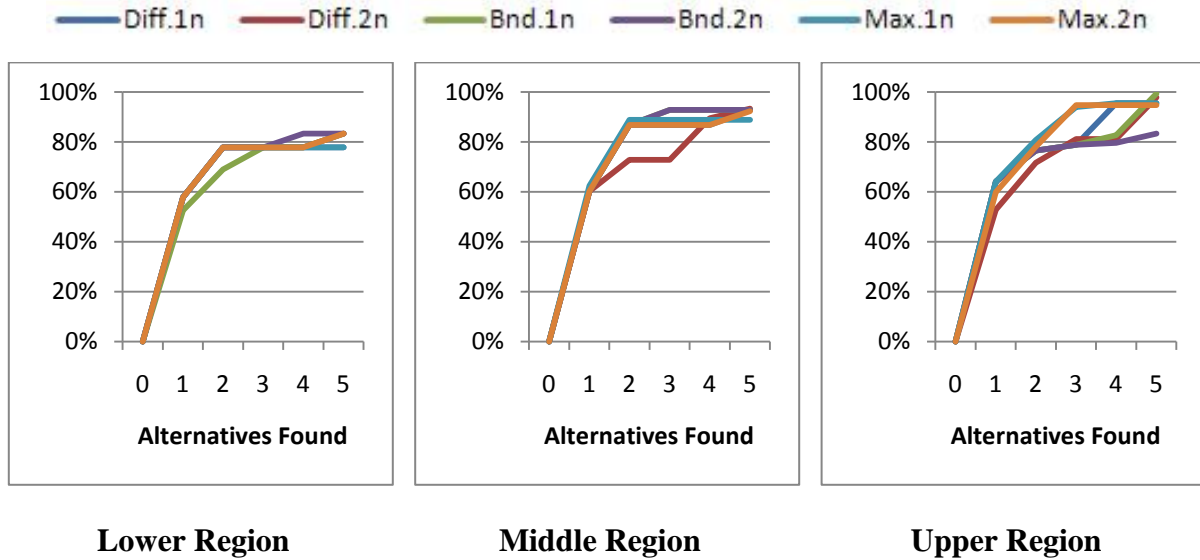 Diff.1n Diff.2n Bnd.1n Bnd.2n Max.1n Max.2n
100% 100% 100%
80% 80% 80%
60% 60% 60%
40% 40% 40%
20% 20% 20%
0% 0% 0%
0 1 2 3 4 5 0 1 2 3 4 5 0 1 2 3 4 5
Alternatives Found Alternatives Found Alternatives Found
Lower Region Middle Region Upper Region